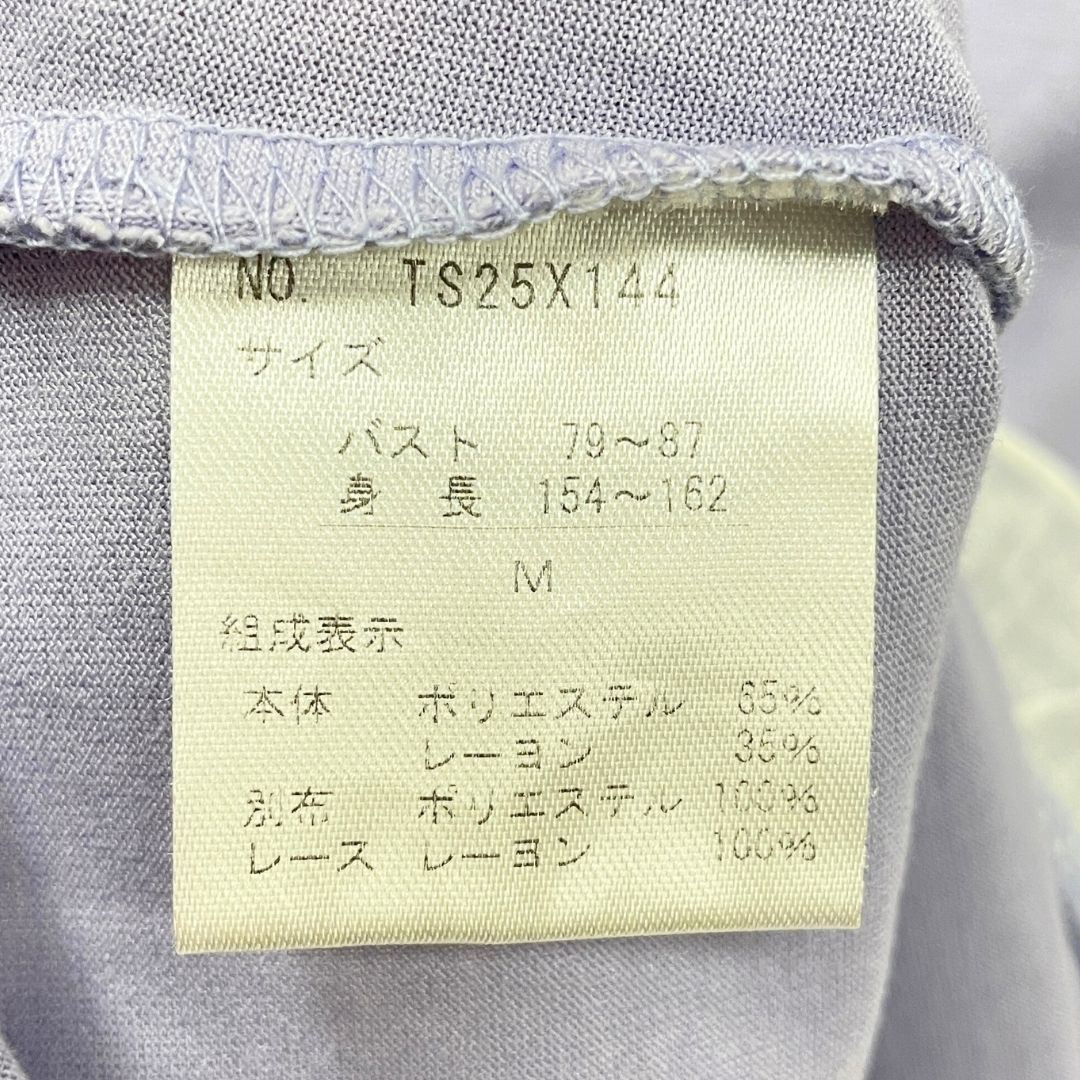 NO. TS25X144
サイズ
バスト 79～87
身 長 154～162
M
組成表示
本体 ポリエステル 65%
レーヨン 35%
別布 ポリエステル 100%
レース レーヨン 100%